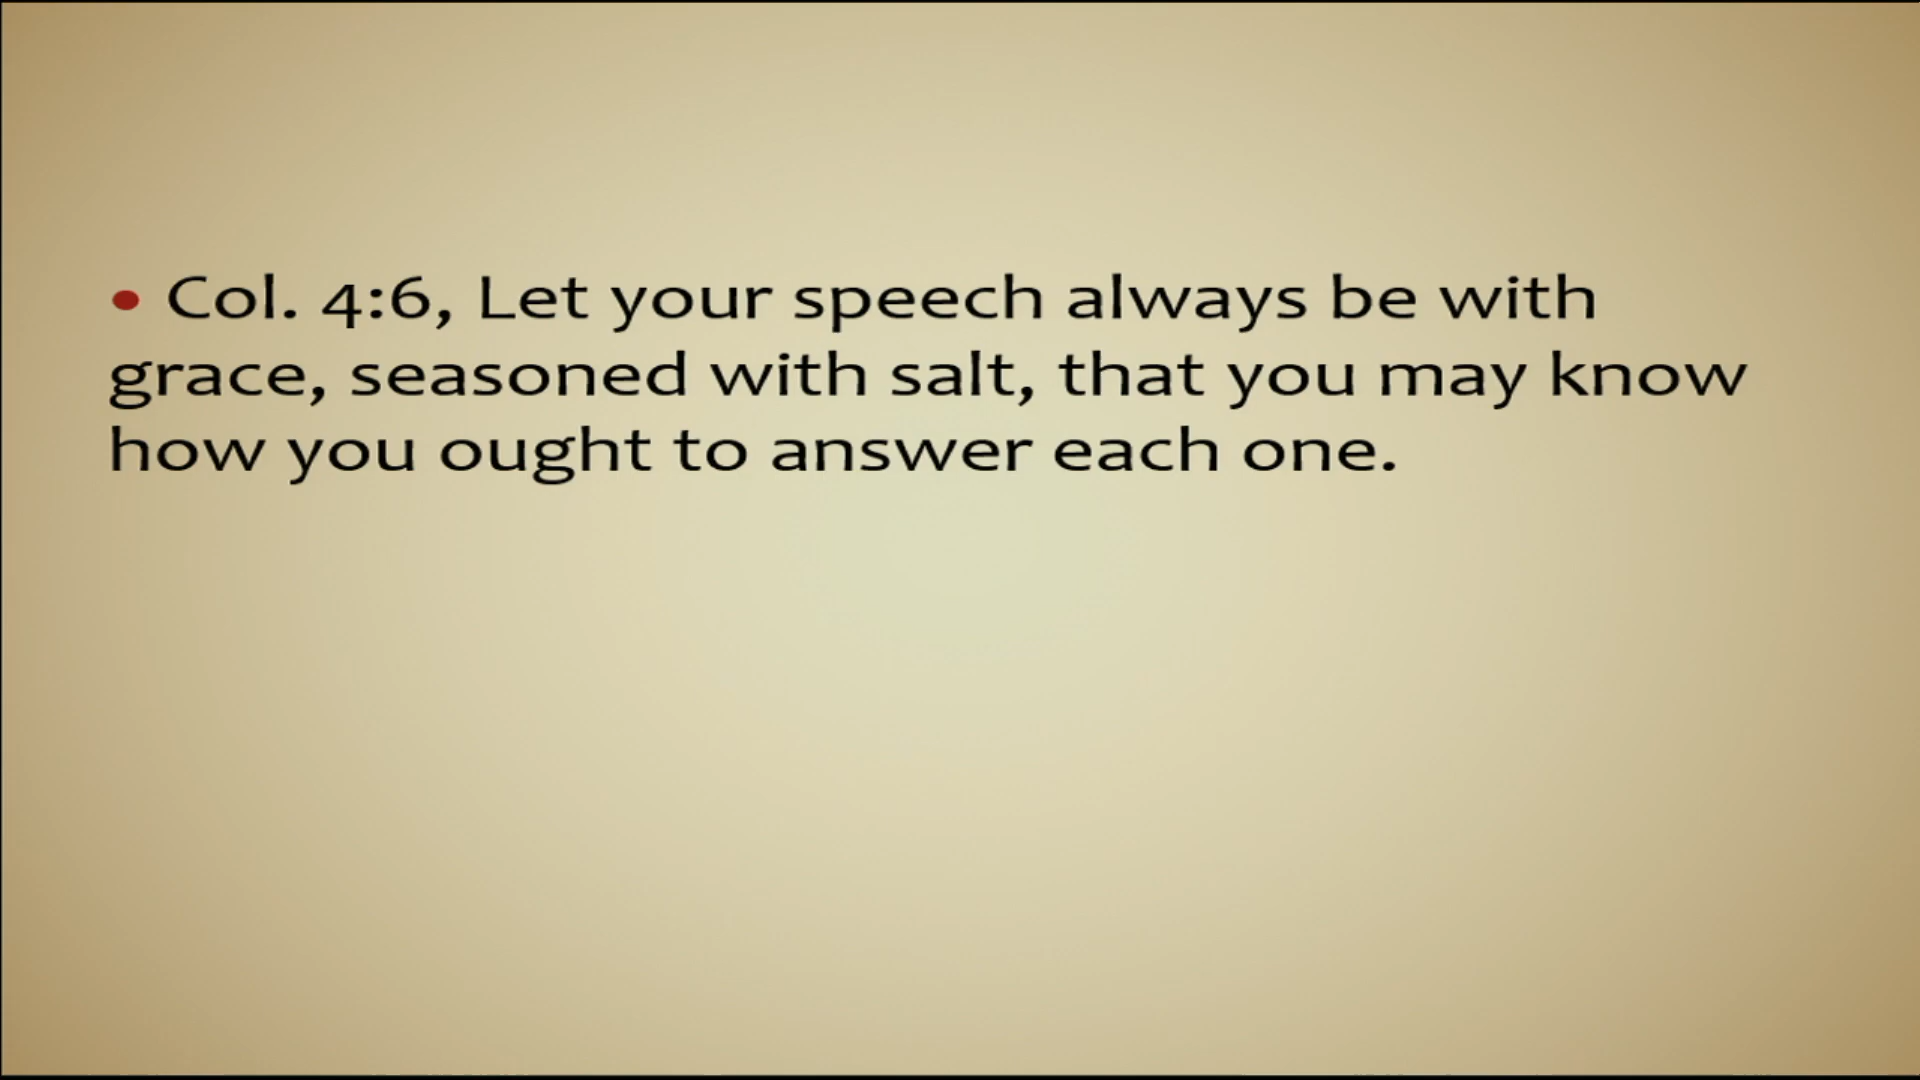 • Col. 4:6, Let your speech always be with
grace, seasoned with salt, that you may know
how you ought to answer each one.